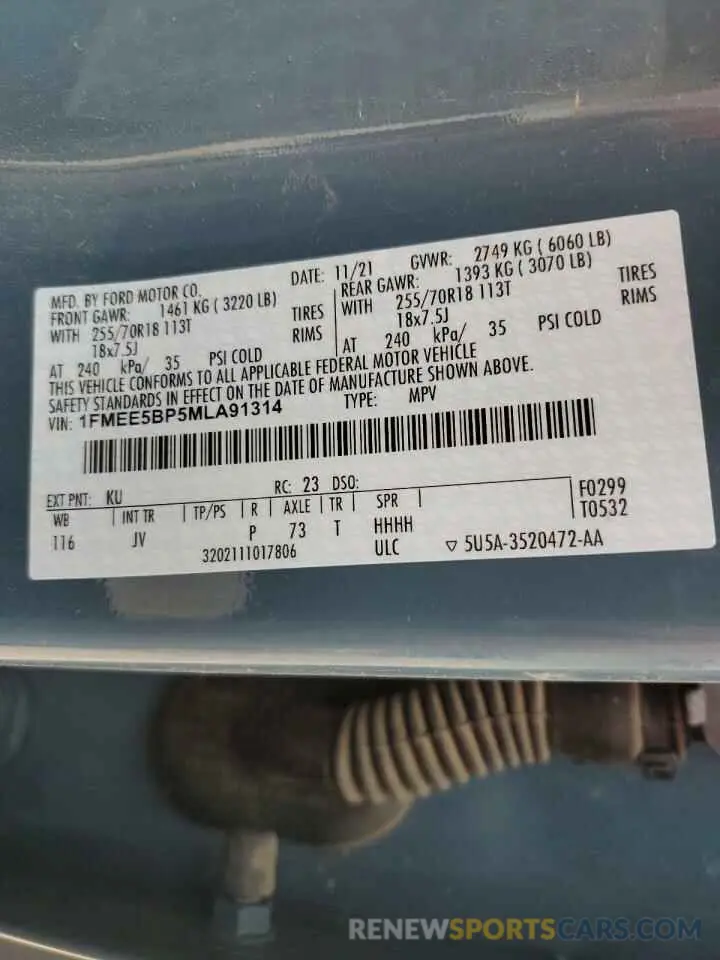 MFD. BY FORD MOTOR CO.
DATE: 11/21 GVWR: 2749 KG ( 6060 LB)
FRONT GAWR: 1461 KG ( 3220 LB)
REAR GAWR: 1393 KG ( 3070 LB)
WITH 255/70R18 113T TIRES
WITH 255/70R18 113T TIRES
18x7.5J RIMS
18x7.5J RIMS
AT 240 kPa/ 35 PSI COLD
AT 240 kPa/ 35 PSI COLD
THIS VEHICLE CONFORMS TO ALL APPLICABLE FEDERAL MOTOR VEHICLE
SAFETY STANDARDS IN EFFECT ON THE DATE OF MANUFACTURE SHOWN ABOVE.
VIN: 1FMEE5BP5MLA91314 TYPE: MPV
EXT PNT: KU RC: 23 DSO:
WB INT TR TP/PS R AXLE TR SPR F0299
116 JV P 73 T HHHH T0532
3202111017806 ULC ▽ 5U5A-3520472-AA
RENEWSPORTSCARS.COM